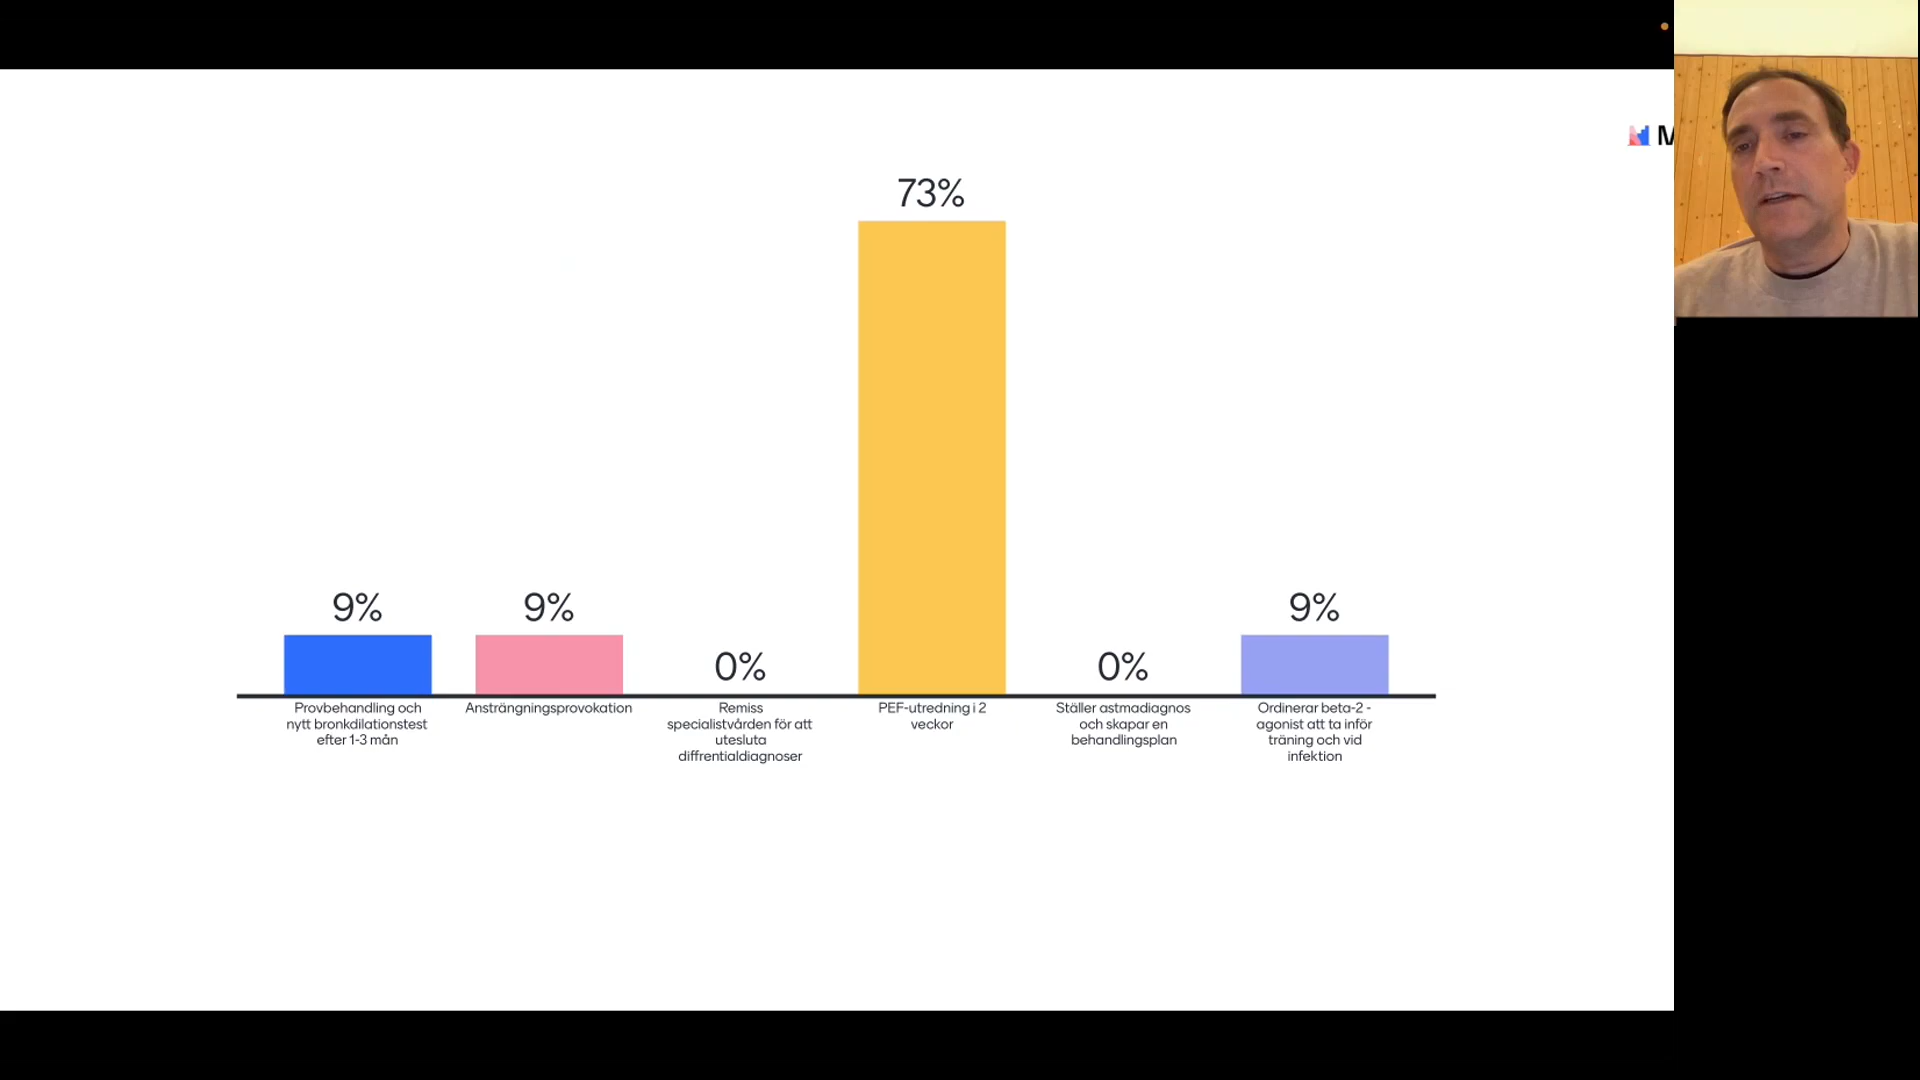 M
73%
9%
9%
0%
0%
9%
Provbehandling och
nytt bronkdilationstest
efter 1-3 mån
Ansträngningsprovokation
Remiss
specialistvården för att
utesluta
diffrentialdiagnoser
PEF-utredning i 2
veckor
Ställer astmadiagnos
och skapar en
behandlingsplan
Ordinerar beta-2 -
agonist att ta inför
träning och vid
infektion